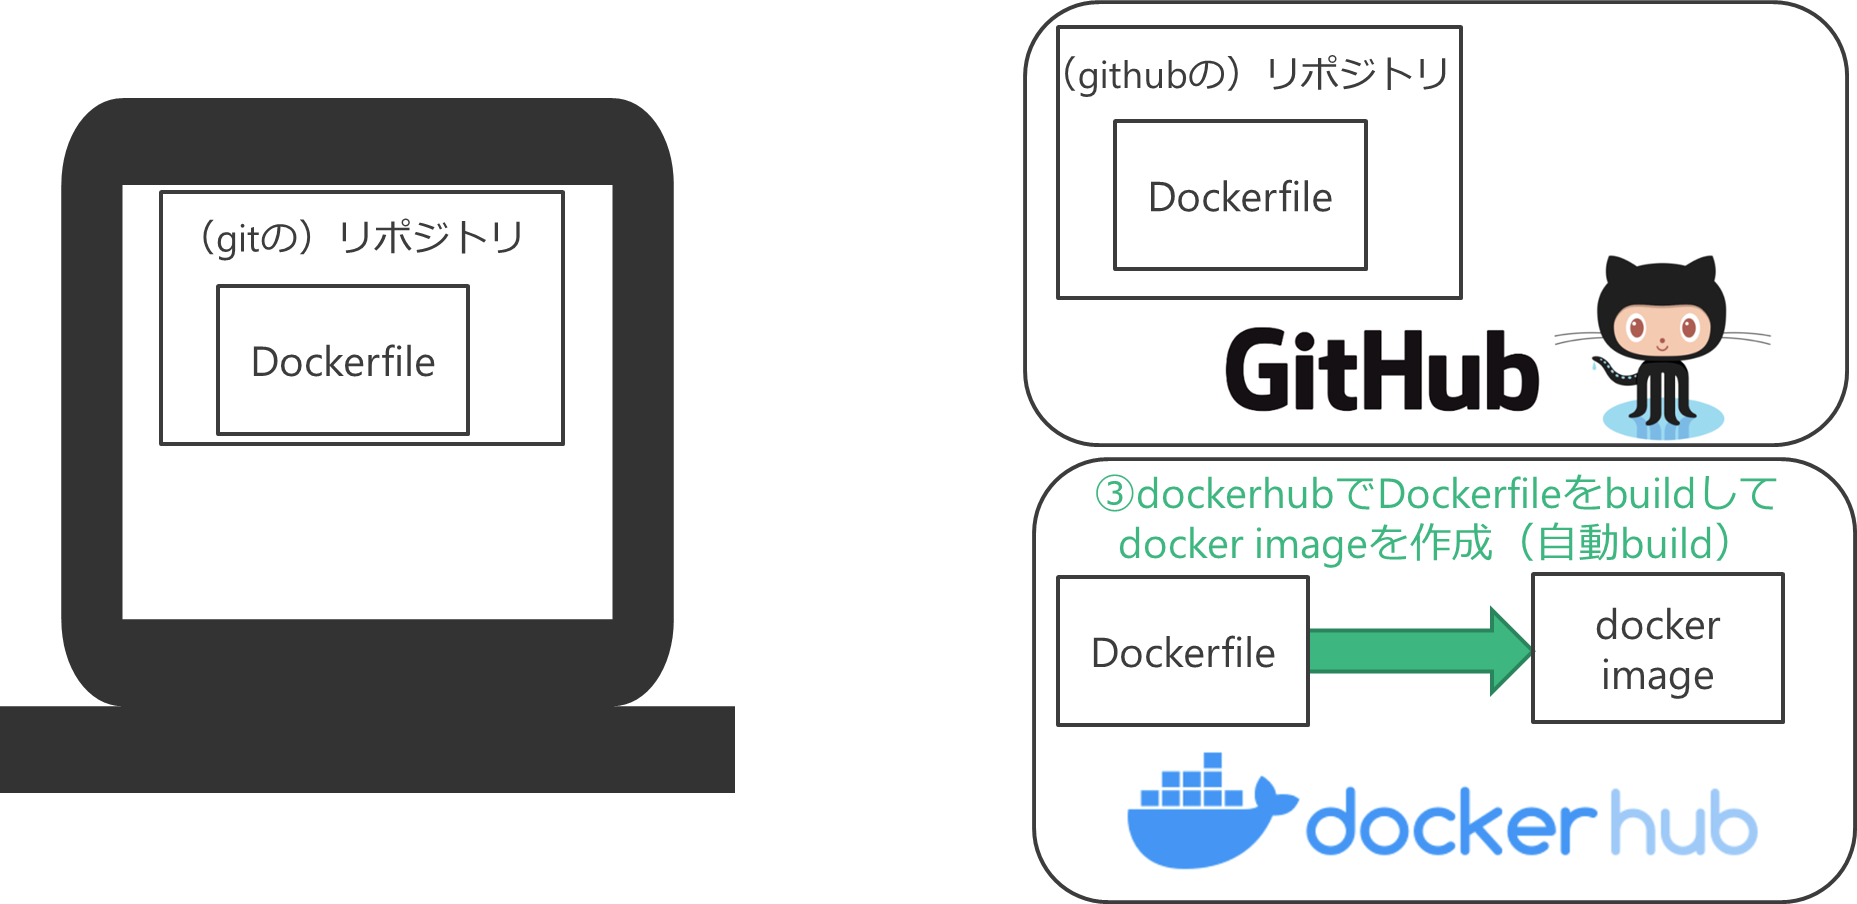 （gitの）リポジトリ
Dockerfile
（githubの）リポジトリ
Dockerfile
GitHub
③dockerhubでDockerfileをbuildして
docker imageを作成（自動build）
Dockerfile
docker
image
docker hub